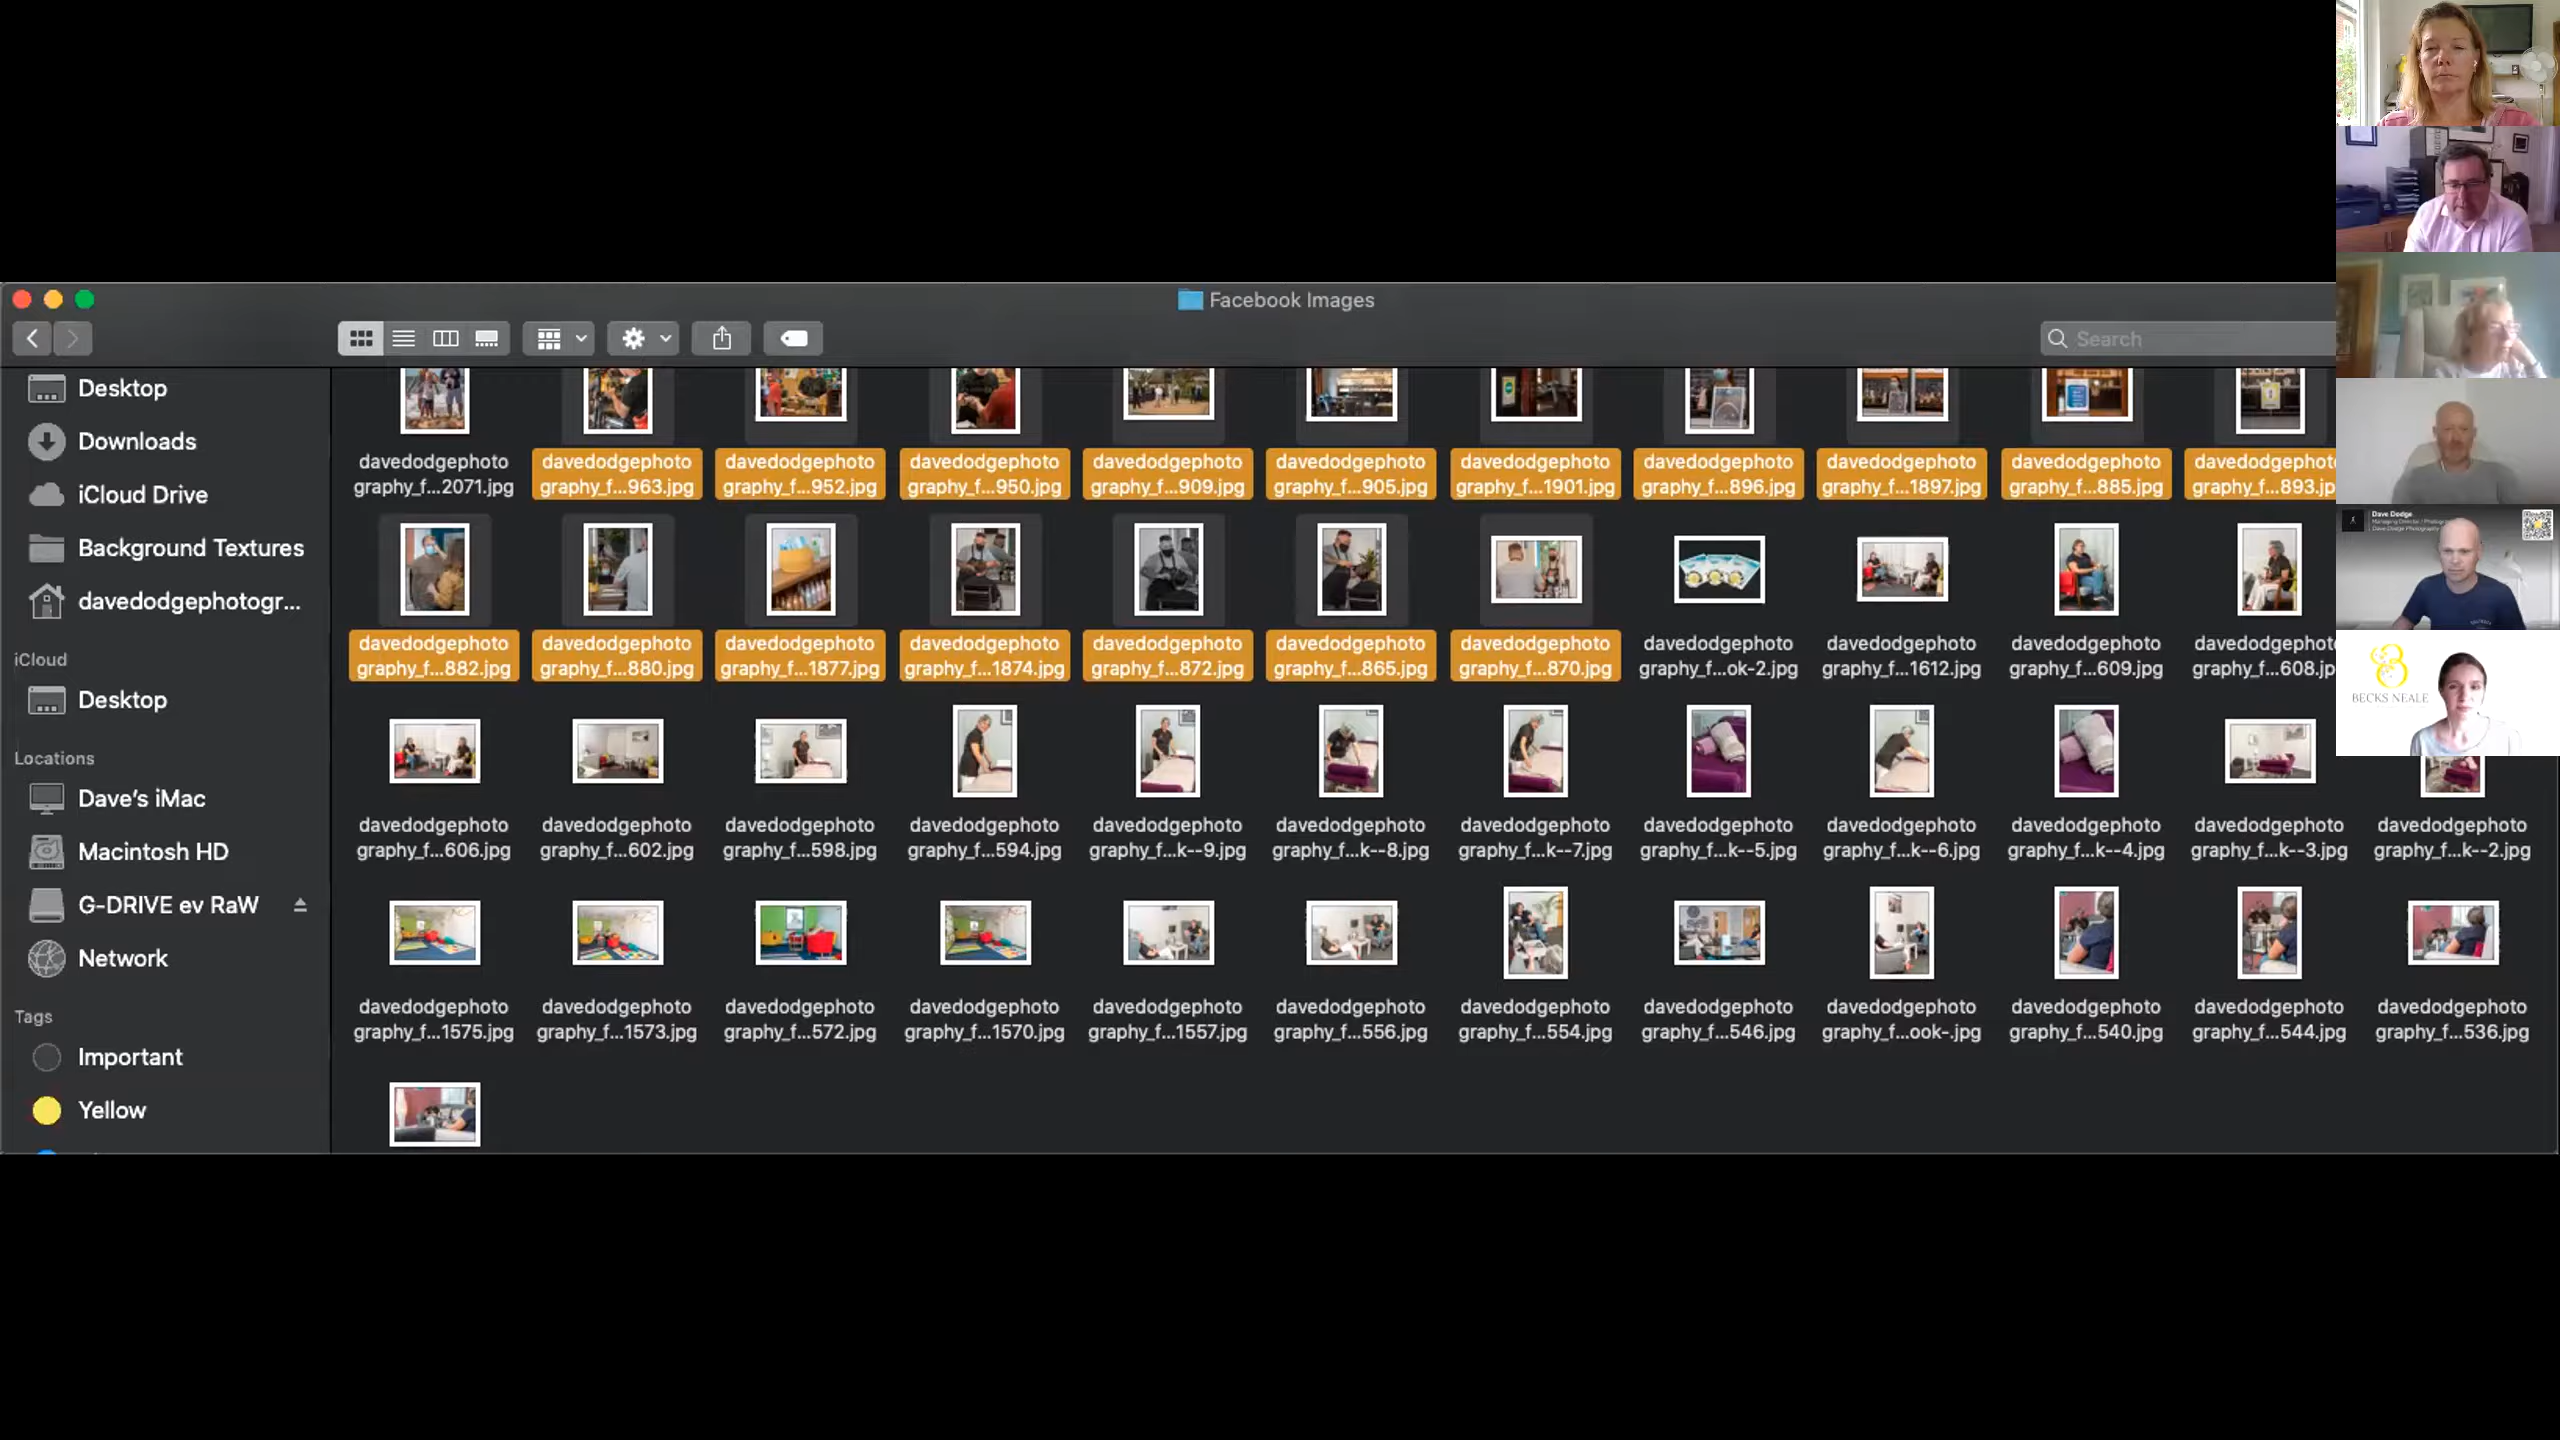 Facebook Images
Search
Desktop
Downloads
iCloud Drive
Background Textures
davedodgephotogr...
iCloud
Desktop
Locations
Dave's iMac
Macintosh HD
G-DRIVE ev RaW
Network
Tags
Important
Yellow
davedodgephoto davedodgephoto davedodgephoto davedodgephoto davedodgephoto davedodgephoto davedodgephoto davedodgephoto davedodgephoto davedodgephoto davedodgephot
graphy_f...2071.jpg graphy_f...963.jpg graphy_f...952.jpg graphy_f...950.jpg graphy_f...909.jpg graphy_f...905.jpg graphy_f...1901.jpg graphy_f...896.jpg graphy_f...1897.jpg graphy_f...885.jpg graphy_f...893.jp
davedodgephoto davedodgephoto davedodgephoto davedodgephoto davedodgephoto davedodgephoto davedodgephoto davedodgephoto davedodgephoto davedodgephoto davedodgephot
graphy_f...882.jpg graphy_f...880.jpg graphy_f...1877.jpg graphy_f...1874.jpg graphy_f...872.jpg graphy_f...865.jpg graphy_f...870.jpg graphy_f...ok-2.jpg graphy_f...1612.jpg graphy_f...609.jpg graphy_f...608.jp
davedodgephoto davedodgephoto davedodgephoto davedodgephoto davedodgephoto davedodgephoto davedodgephoto davedodgephoto davedodgephoto davedodgephoto davedodgephoto davedodgephoto
graphy_f...606.jpg graphy_f...602.jpg graphy_f...598.jpg graphy_f...594.jpg graphy_f...k--9.jpg graphy_f...k--8.jpg graphy_f...k--7.jpg graphy_f...k--5.jpg graphy_f...k--6.jpg graphy_f...k--4.jpg graphy_f...k--3.jpg graphy_f...k--2.jpg
davedodgephoto davedodgephoto davedodgephoto davedodgephoto davedodgephoto davedodgephoto davedodgephoto davedodgephoto davedodgephoto davedodgephoto davedodgephoto davedodgephoto
graphy_f...1575.jpg graphy_f...1573.jpg graphy_f...572.jpg graphy_f...1570.jpg graphy_f...1557.jpg graphy_f...556.jpg graphy_f...554.jpg graphy_f...546.jpg graphy_f...ook-.jpg graphy_f...540.jpg graphy_f...544.jpg graphy_f...536.jpg
Dave Dodge
Managing Director / Photog
Dave Dodge Photography
BECKS NEALE